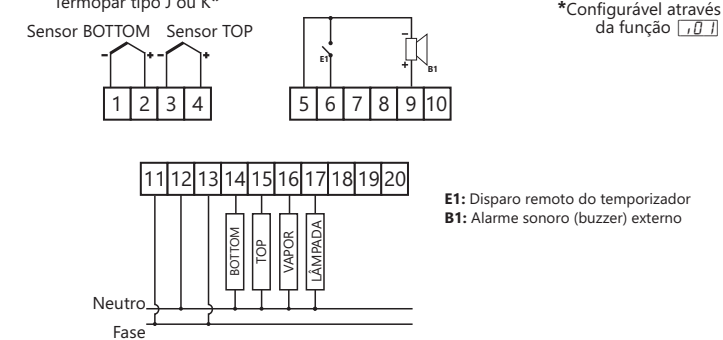 Termopar tipo J ou K*
*Configurável através
da função i01
Sensor BOTTOM Sensor TOP
- + - +
E1
-
+
B1
1 2 3 4
5 6 7 8 9 10
11 12 13 14 15 16 17 18 19 20
BOTTOM
TOP
VAPOR
LÂMPADA
E1: Disparo remoto do temporizador
B1: Alarme sonoro (buzzer) externo
Neutro
Fase